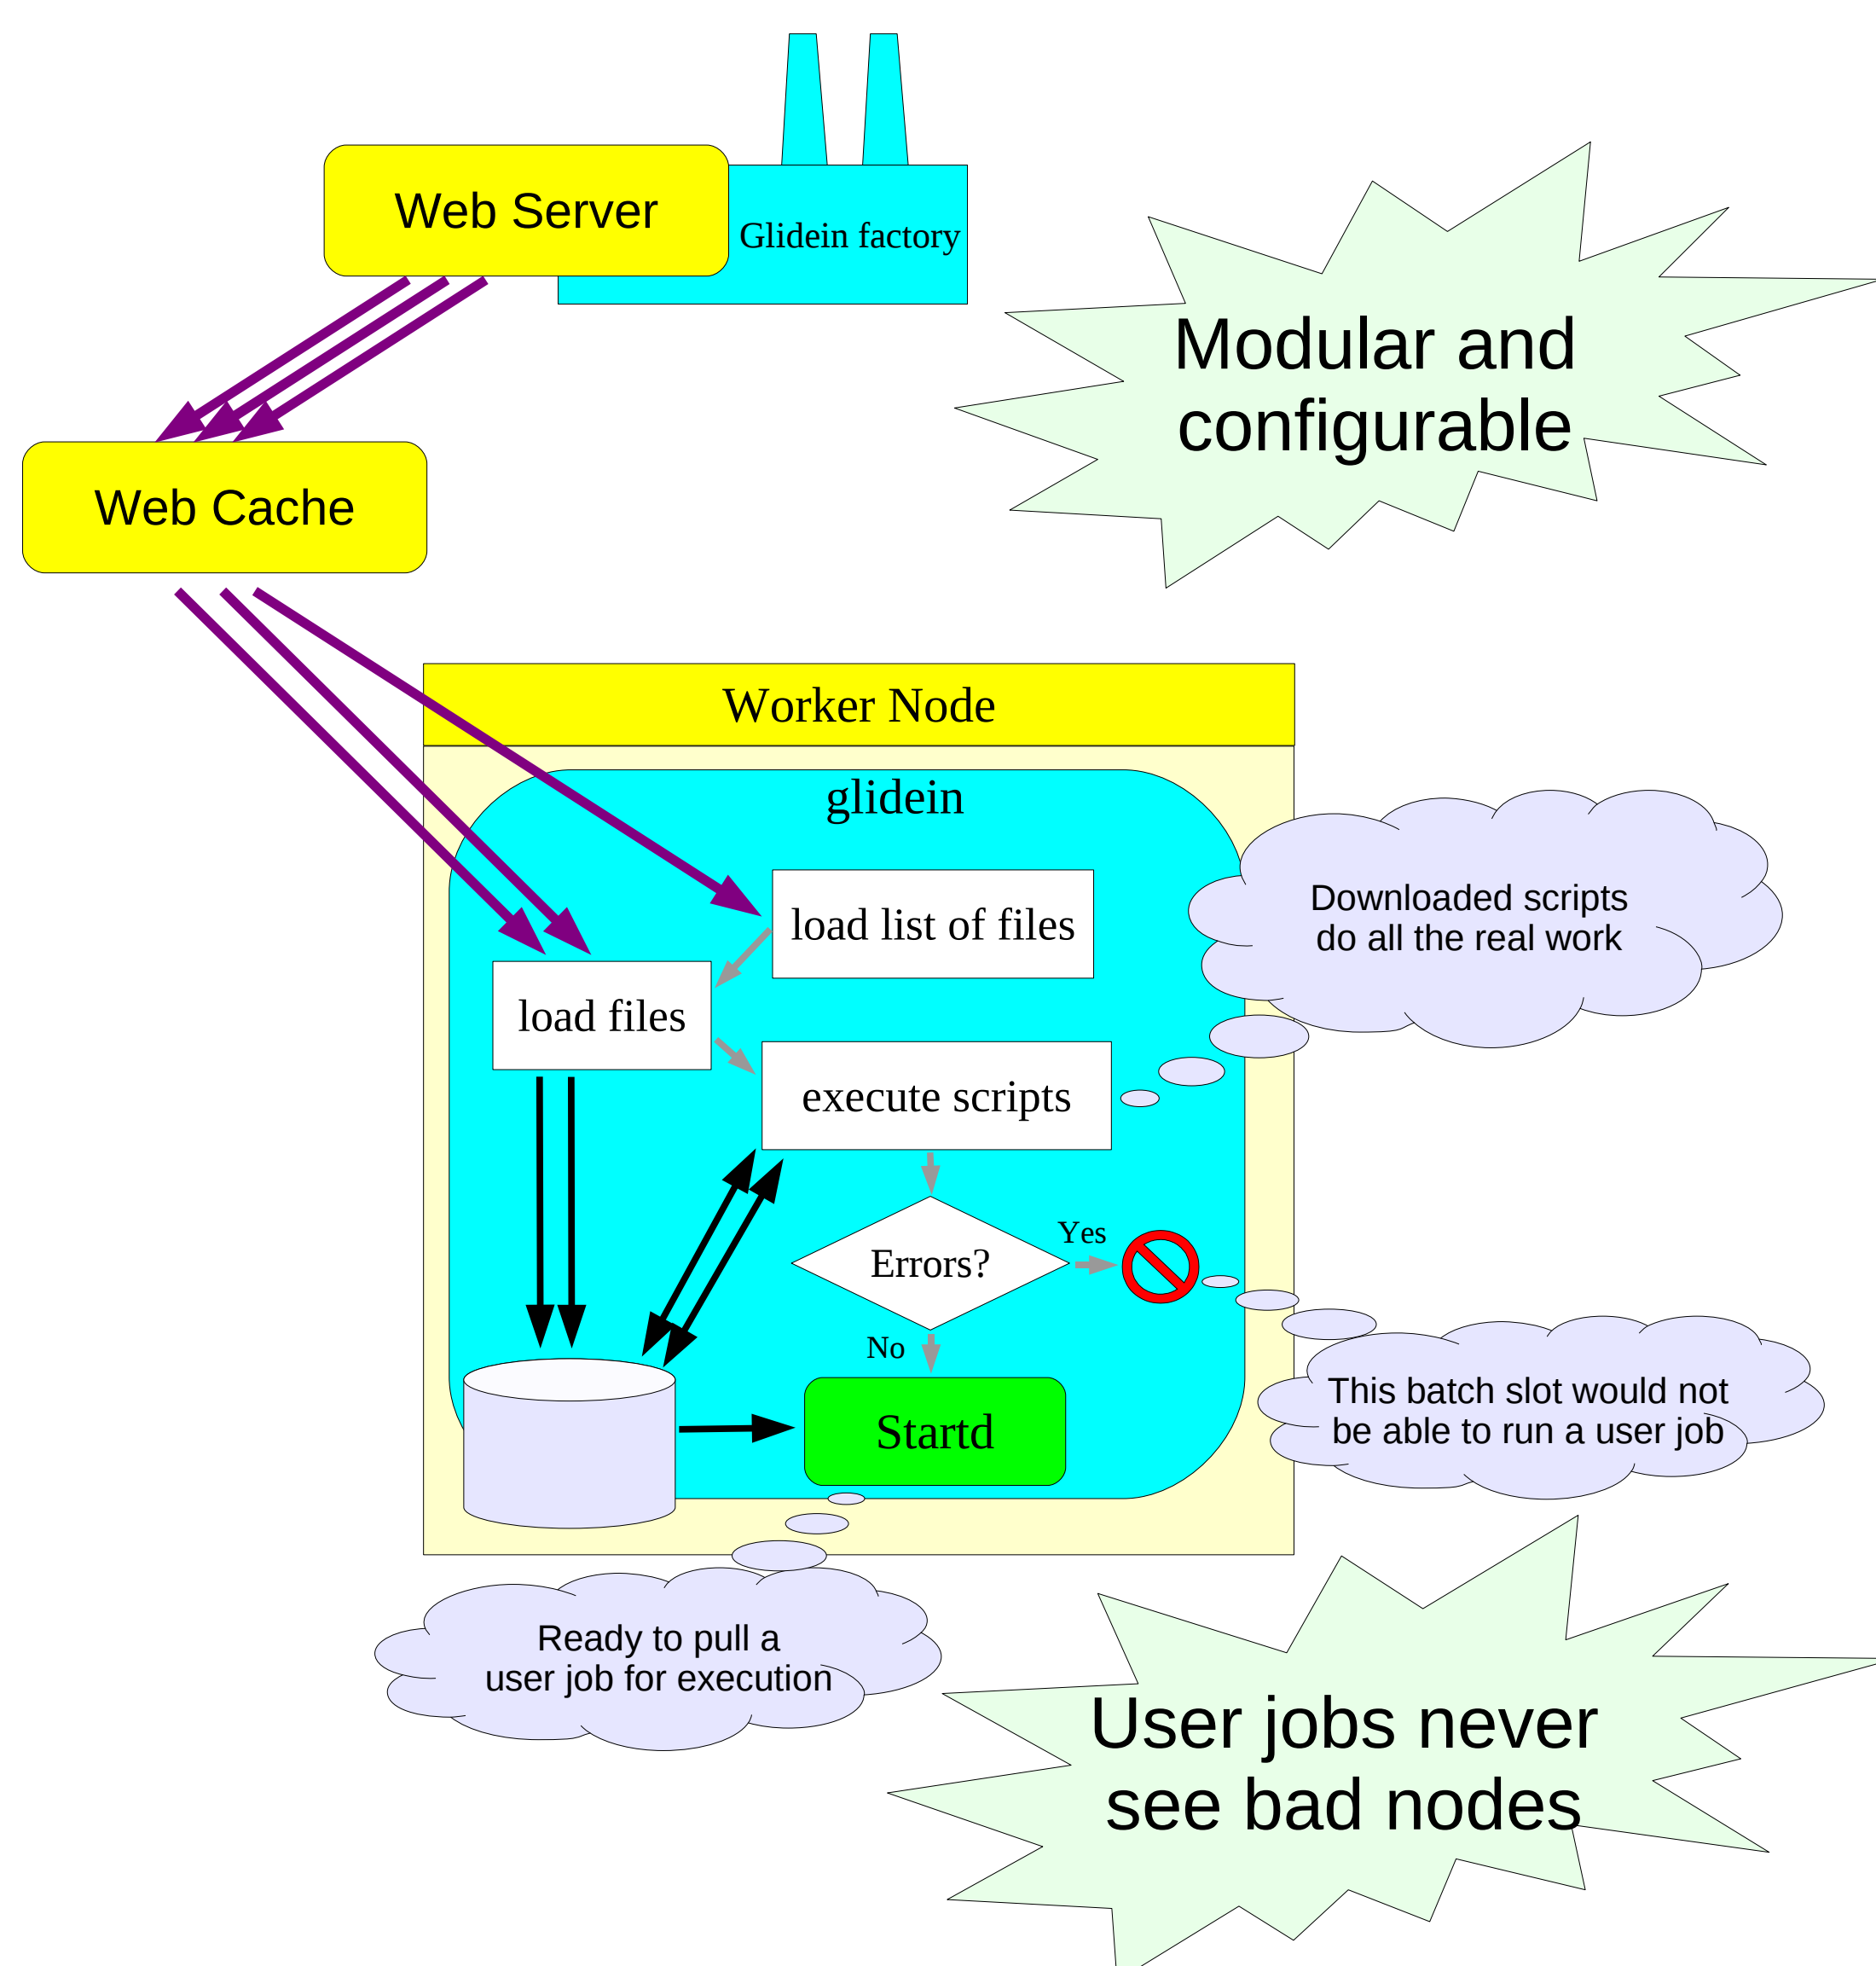 Web Server
Glidein factory
Modular and
configurable
Web Cache
Worker Node
glidein
load list of files
Downloaded scripts
do all the real work
load files
execute scripts
Yes
Errors?
No
This batch slot would not
be able to run a user job
Startd
Ready to pull a
user job for execution
User jobs never
see bad nodes